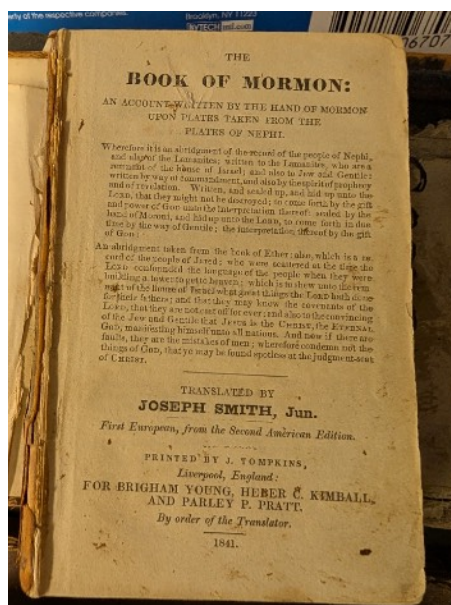 erty of the respective companies.
Brooklyn, NY 11223
SKYTECH
06707
THE
BOOK OF MORMON:
AN ACCOUNT WRITTEN BY THE HAND OF MORMON
UPON PLATES TAKEN FROM THE
PLATES OF NEPHI.
Wherefore it is an abridgment of the record of the people of Nephi,
and also of the Lamanites; written to the Lamanites, who are a
remnant of the house of Israel; and also to Jew and Gentile:
written by way of commandment, and also by the spirit of prophecy
and of revelation. Written, and sealed up, and hid up unto the
LORD, that they might not be destroyed; to come forth by the gift
and power of GOD unto the interpretation thereof: sealed by the
hand of Moroni, and hid up unto the LORD, to come forth in due
time by the way of Gentile; the interpretation thereof by the gift
of GOD:
An abridgment taken from the book of Ether: also, which is a re-
cord of the people of Jared; who were scattered at the time the
LORD confounded the language of the people when they were
building a tower to get to heaven; which is to shew unto the rem-
nant of the House of Israel what great things the LORD hath done
for their fathers; and that they may know the covenants of the
LORD, that they are not cast off for ever; and also to the convincing
of the Jew and Gentile that JESUS is the CHRIST, the ETERNAL
GOD, manifesting himself unto all nations. And now if there are
faults, they are the mistakes of men; wherefore condemn not the
things of GOD, that ye may be found spotless at the judgment-seat
of CHRIST.
TRANSLATED BY
JOSEPH SMITH, Jun.
First European, from the Second American Edition.
PRINTED BY J. TOMPKINS,
Liverpool, England:
FOR BRIGHAM YOUNG, HEBER C. KIMBALL,
AND PARLEY P. PRATT.
By order of the Translator.
1841.